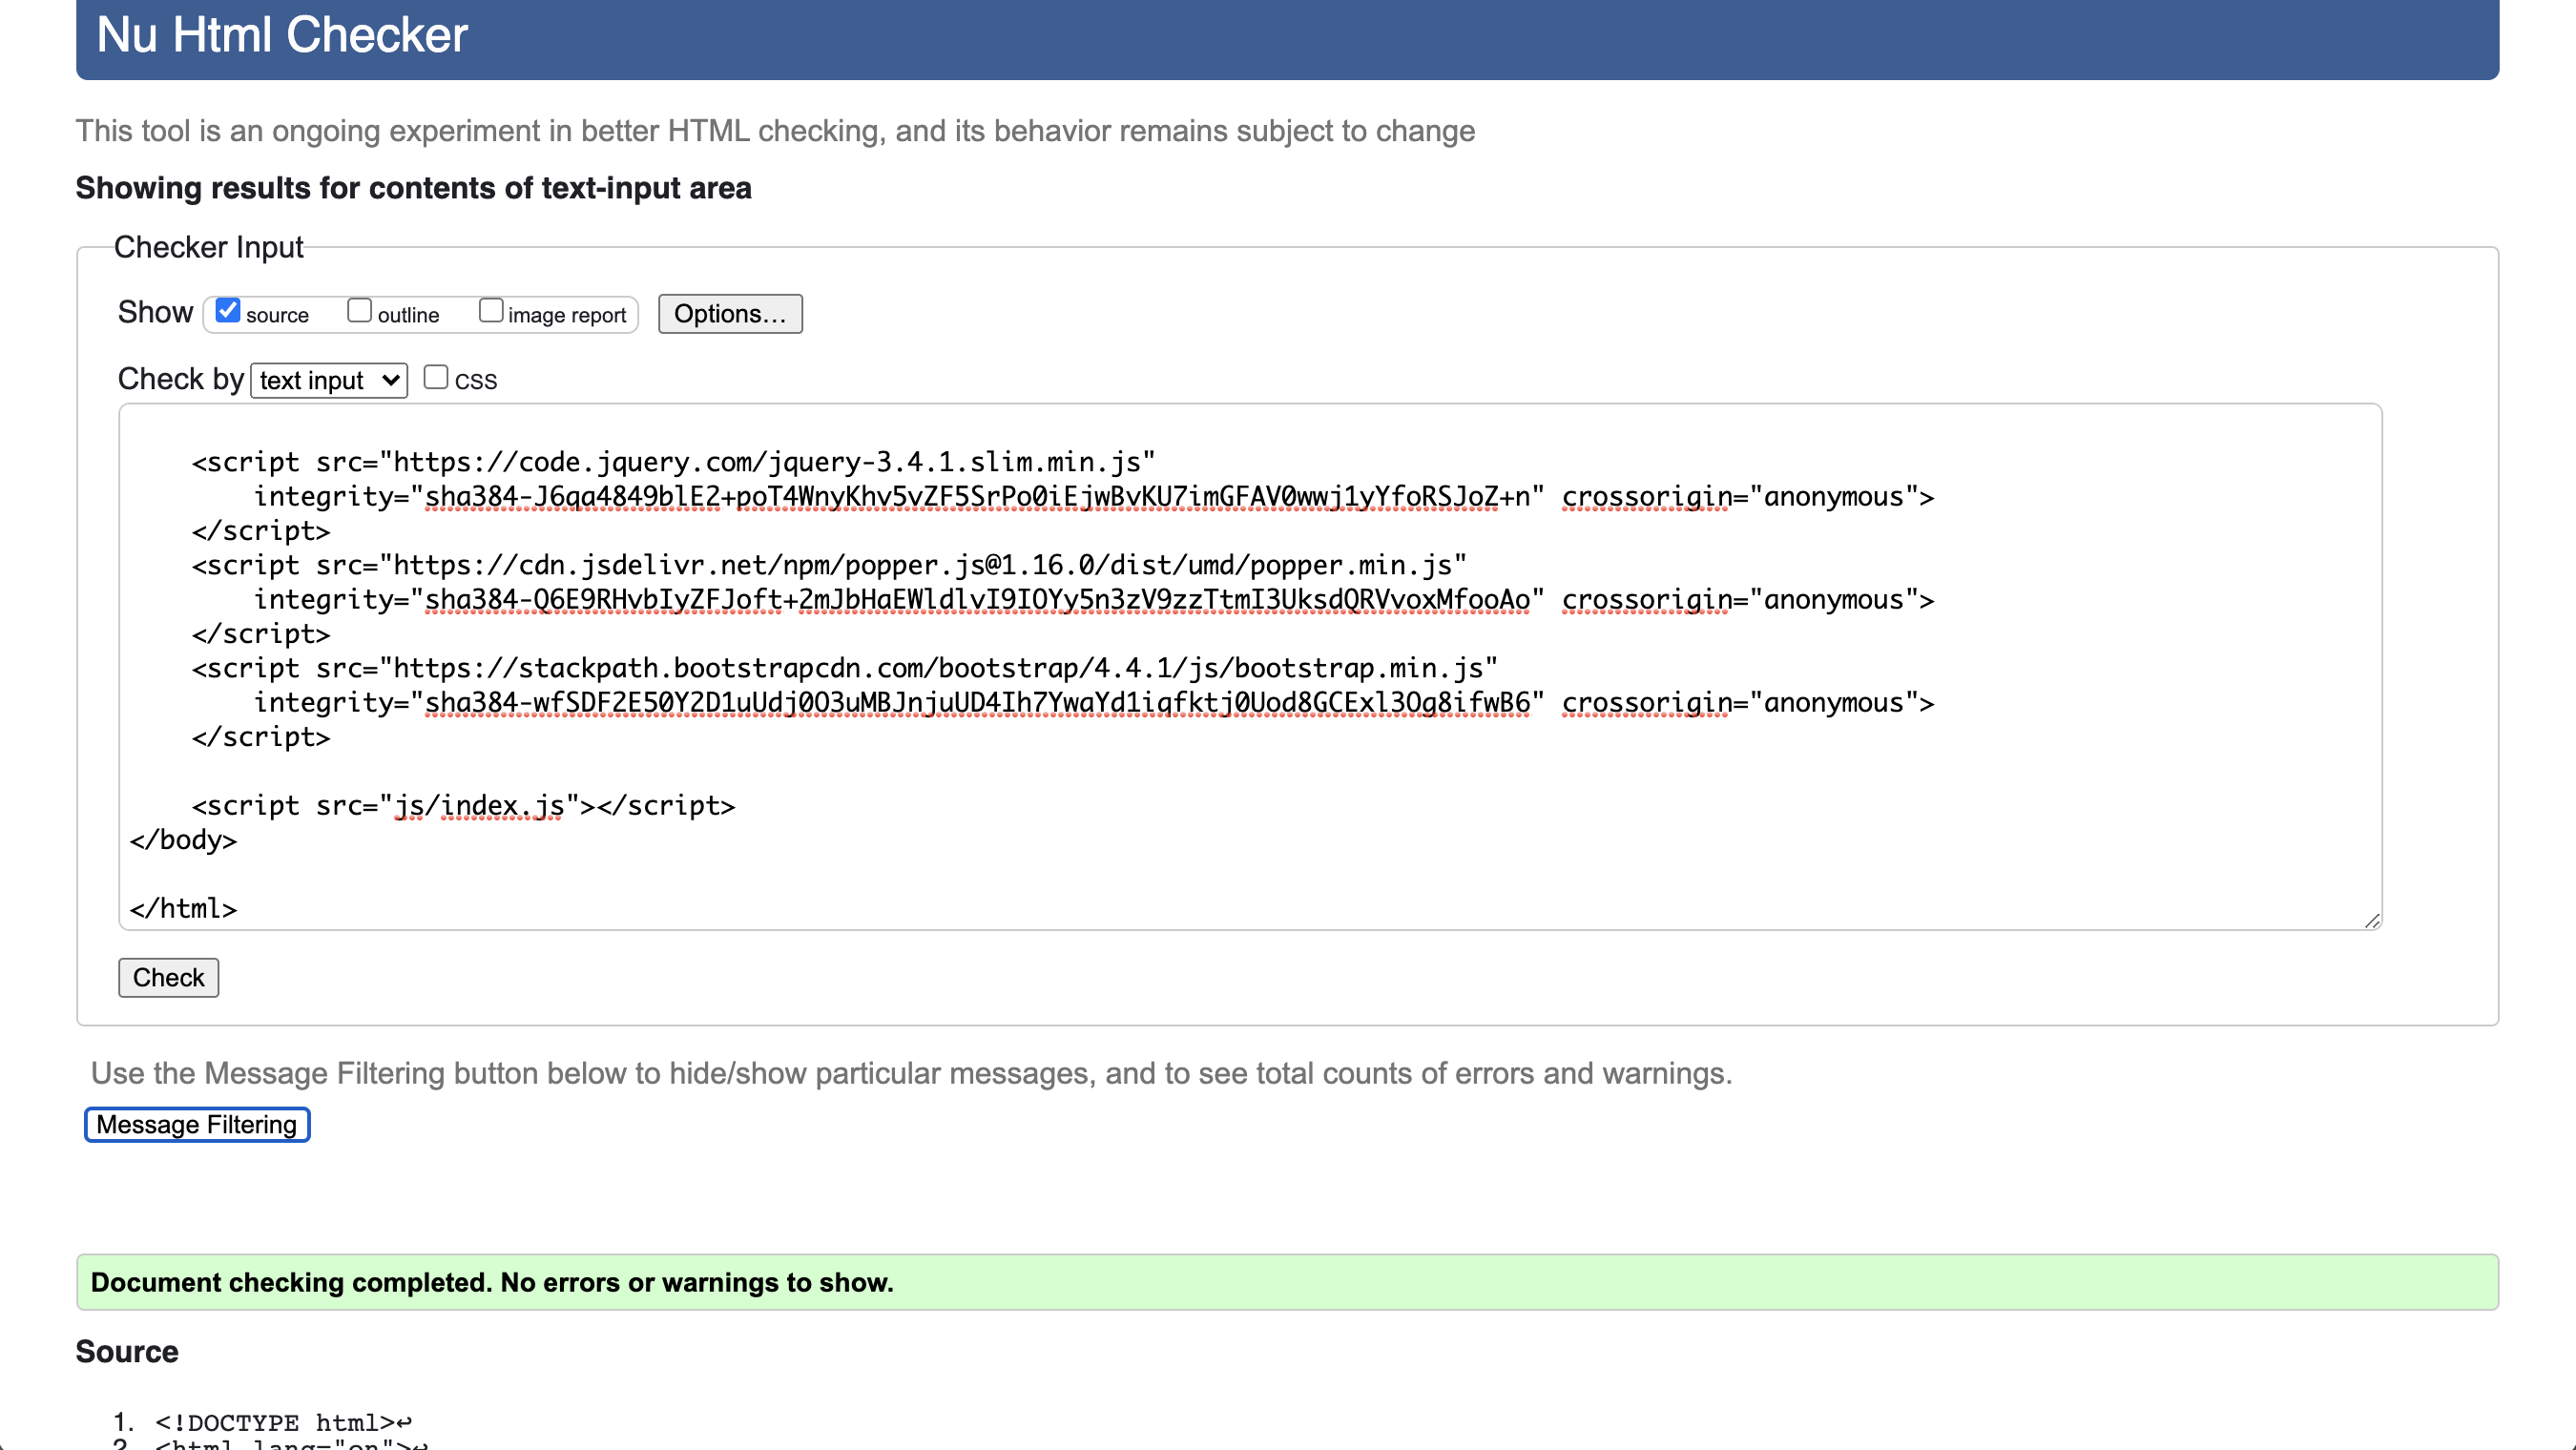 Nu Html Checker
This tool is an ongoing experiment in better HTML checking, and its behavior remains subject to change
Showing results for contents of text-input area
Checker Input
Show source outline image report Options...
Check by text input CSS
<script src="https://code.jquery.com/jquery-3.4.1.slim.min.js"
integrity="sha384-J6qa4849blE2+poT4WnyKhv5vZF5SrPo0iEjwBvKU7imGFAV0wwj1yYfoRSJoZ+n" crossorigin="anonymous">
</script>
<script src="https://cdn.jsdelivr.net/npm/popper.js@1.16.0/dist/umd/popper.min.js"
integrity="sha384-Q6E9RHvbIyZFJoft+2mJbHaEWldlvI9IOYy5n3zV9zzTtmI3UksdQRVvoxMfooAo" crossorigin="anonymous">
</script>
<script src="https://stackpath.bootstrapcdn.com/bootstrap/4.4.1/js/bootstrap.min.js"
integrity="sha384-wfSDF2E50Y2D1uUdj0O3uMBJnjuUD4Ih7YwaYd1iqfktj0Uod8GCExl3Og8ifwB6" crossorigin="anonymous">
</script>
<script src="js/index.js"></script>
</body>
</html>
Check
Use the Message Filtering button below to hide/show particular messages, and to see total counts of errors and warnings.
Message Filtering
Document checking completed. No errors or warnings to show.
Source
1. <!DOCTYPE html>↩
2. <html lang="en">↩